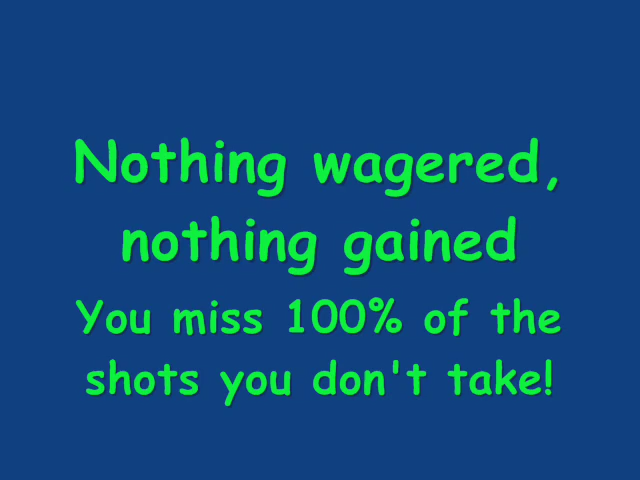 Nothing wagered,
nothing gained
You miss 100% of the
shots you don't take!